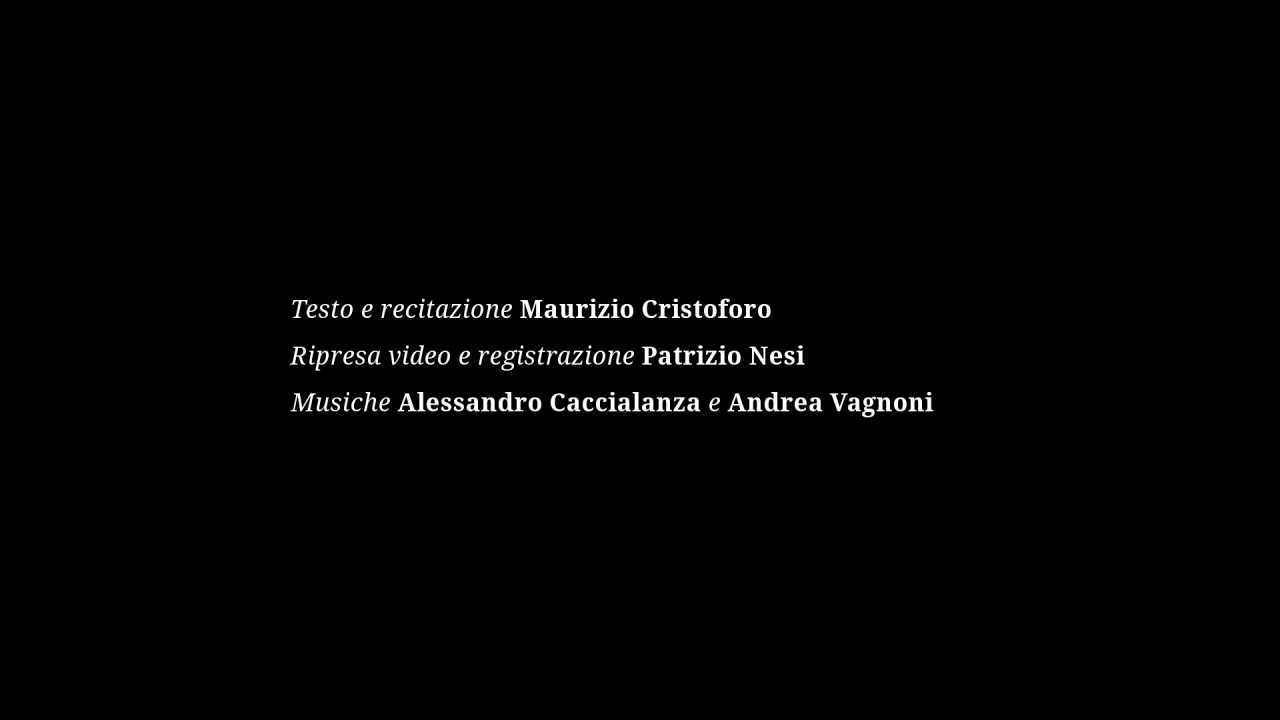 Testo e recitazione Maurizio Cristoforo
Ripresa video e registrazione Patrizio Nesi
Musiche Alessandro Caccialanza e Andrea Vagnoni